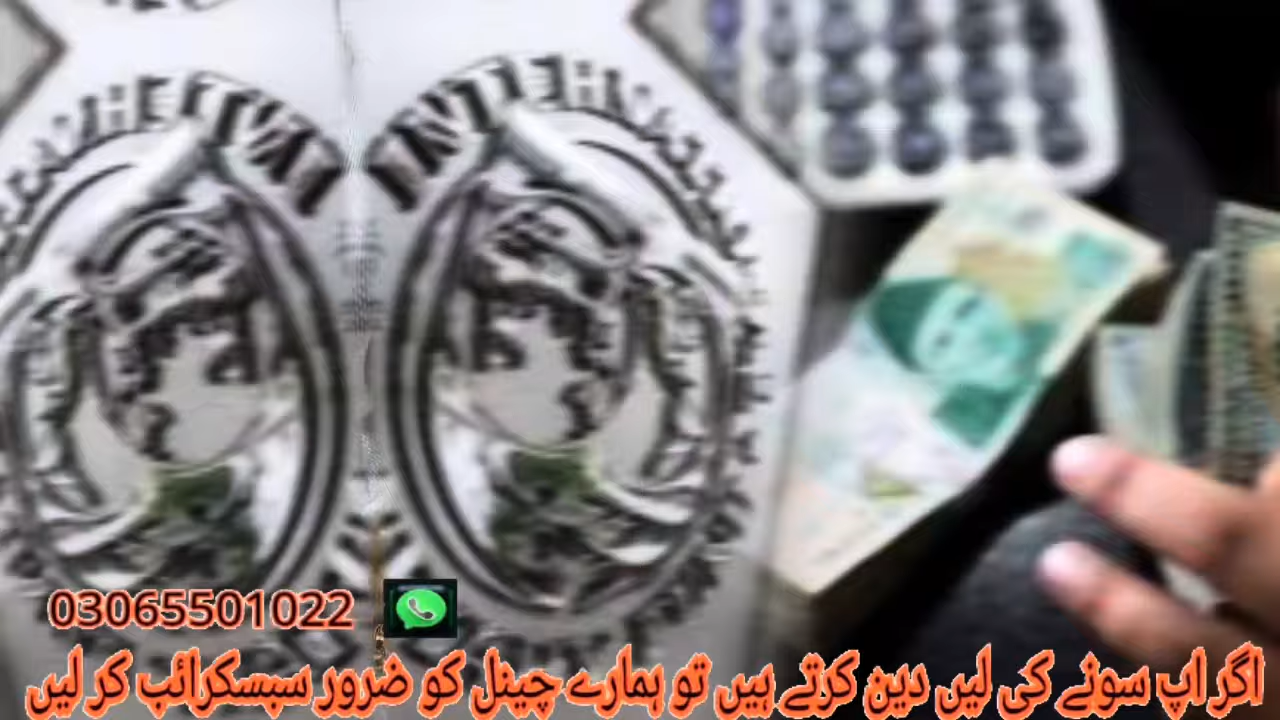 03065501022
اگر اپ سونے کی لین دین کرتے ہیں تو ہمارے چینل کو ضرور سبسکرائب کر لیں